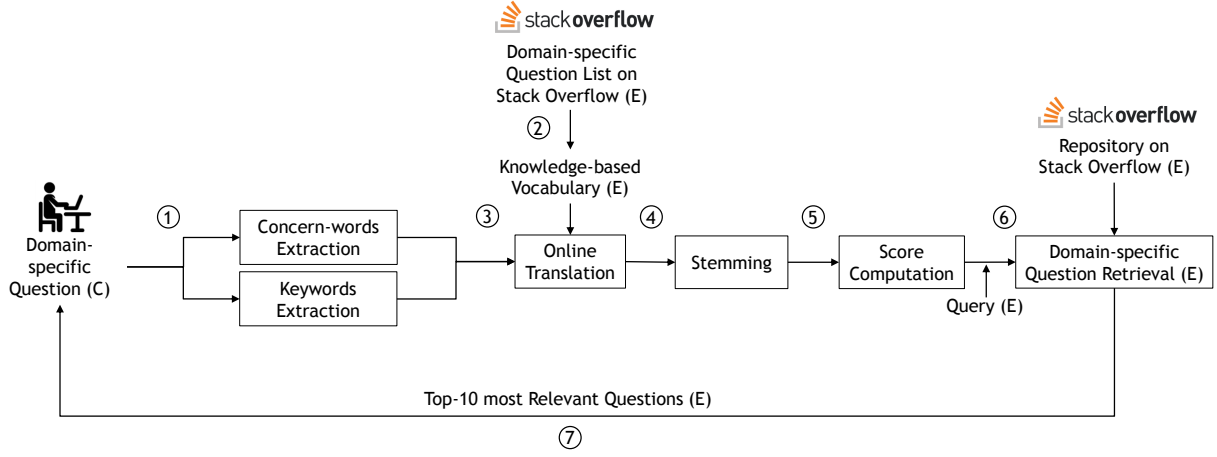 stackoverflow
Domain-specific
Question List on
Stack Overflow (E)
②
stackoverflow
Repository on
Stack Overflow (E)
Knowledge-based
Vocabulary (E)
①
③
④
⑤
⑥
Domain-
specific
Question (C)
Concern-words
Extraction
Keywords
Extraction
Online
Translation
Stemming
Score
Computation
Query (E)
Domain-specific
Question Retrieval (E)
Top-10 most Relevant Questions (E)
⑦